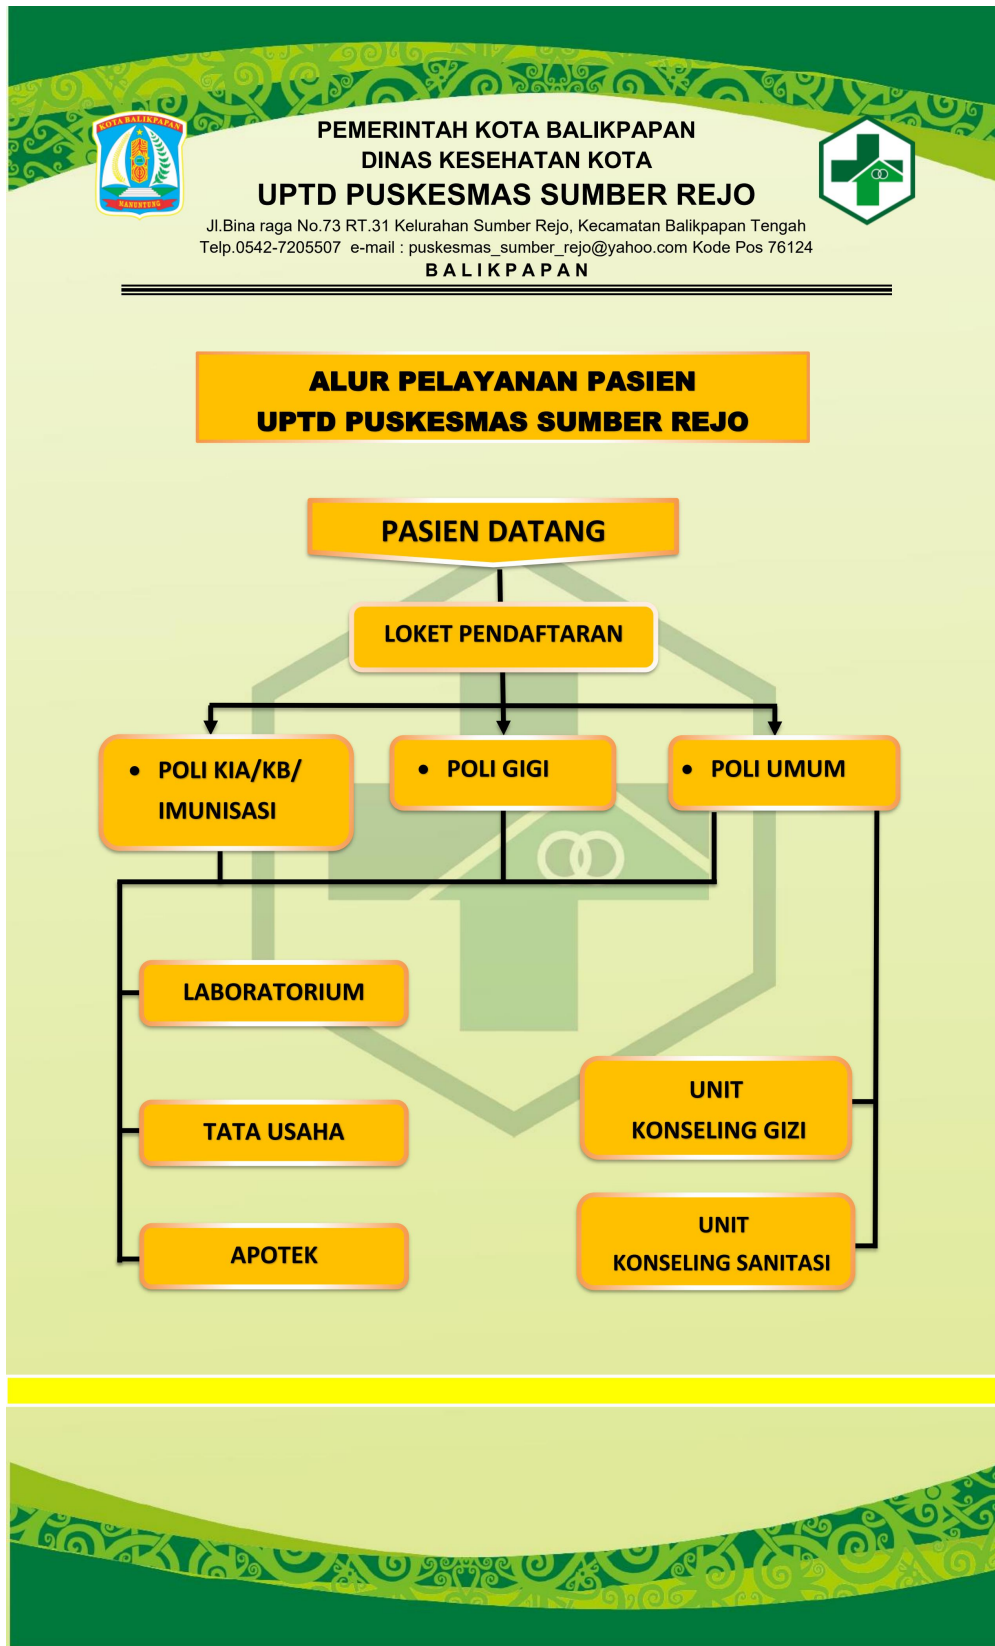 KOTA BALIKPAPAN
MANUNTUNG
PEMERINTAH KOTA BALIKPAPAN
DINAS KESEHATAN KOTA
UPTD PUSKESMAS SUMBER REJO
Jl.Bina raga No.73 RT.31 Kelurahan Sumber Rejo, Kecamatan Balikpapan Tengah
Telp.0542-7205507 e-mail : puskesmas_sumber_rejo@yahoo.com Kode Pos 76124
B A L I K P A P A N
ALUR PELAYANAN PASIEN
UPTD PUSKESMAS SUMBER REJO
PASIEN DATANG
LOKET PENDAFTARAN
• POLI KIA/KB/
IMUNISASI
• POLI GIGI
• POLI UMUM
LABORATORIUM
TATA USAHA
APOTEK
UNIT
KONSELING GIZI
UNIT
KONSELING SANITASI